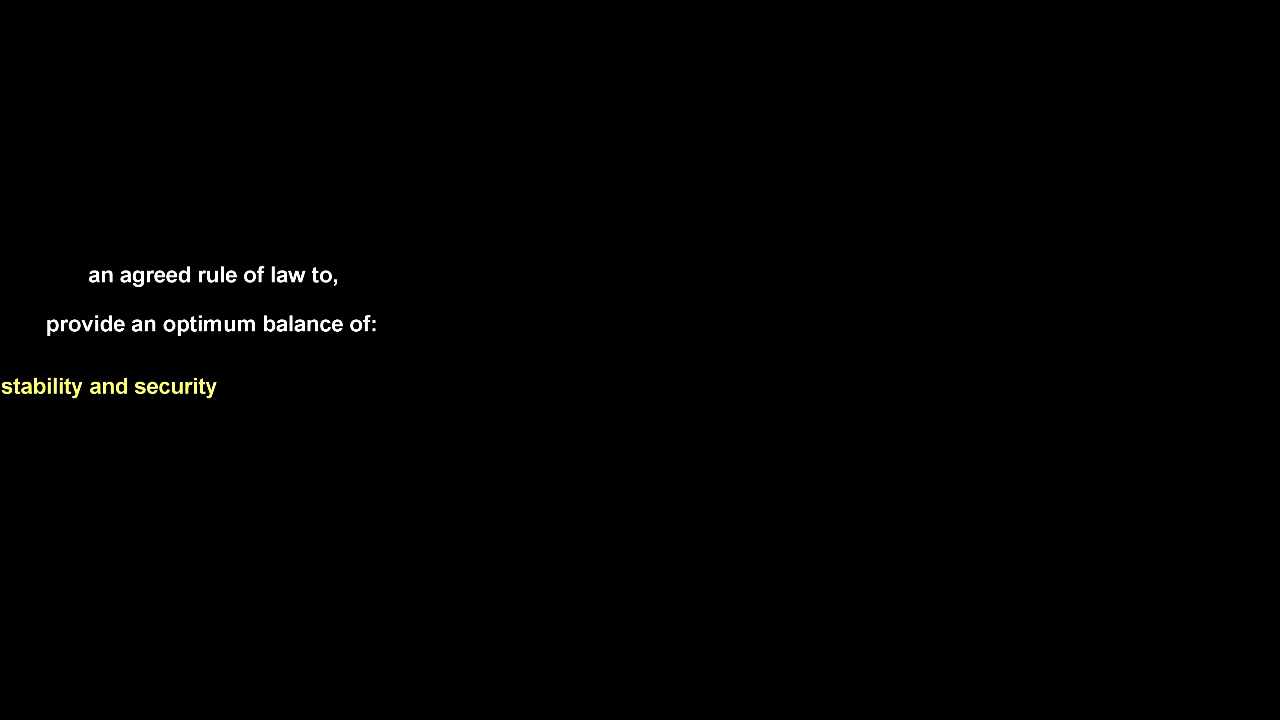 an agreed rule of law to,
provide an optimum balance of:
stability and security